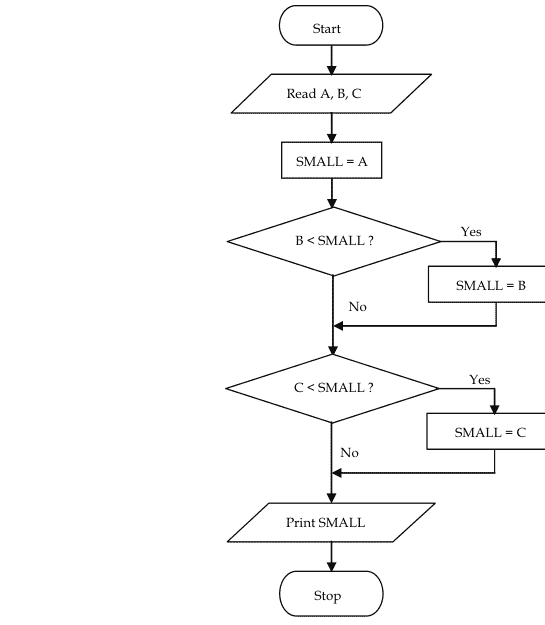 Start
Read A, B, C
SMALL = A
B < SMALL ?
Yes
SMALL = B
No
C < SMALL ?
Yes
SMALL = C
No
Print SMALL
Stop